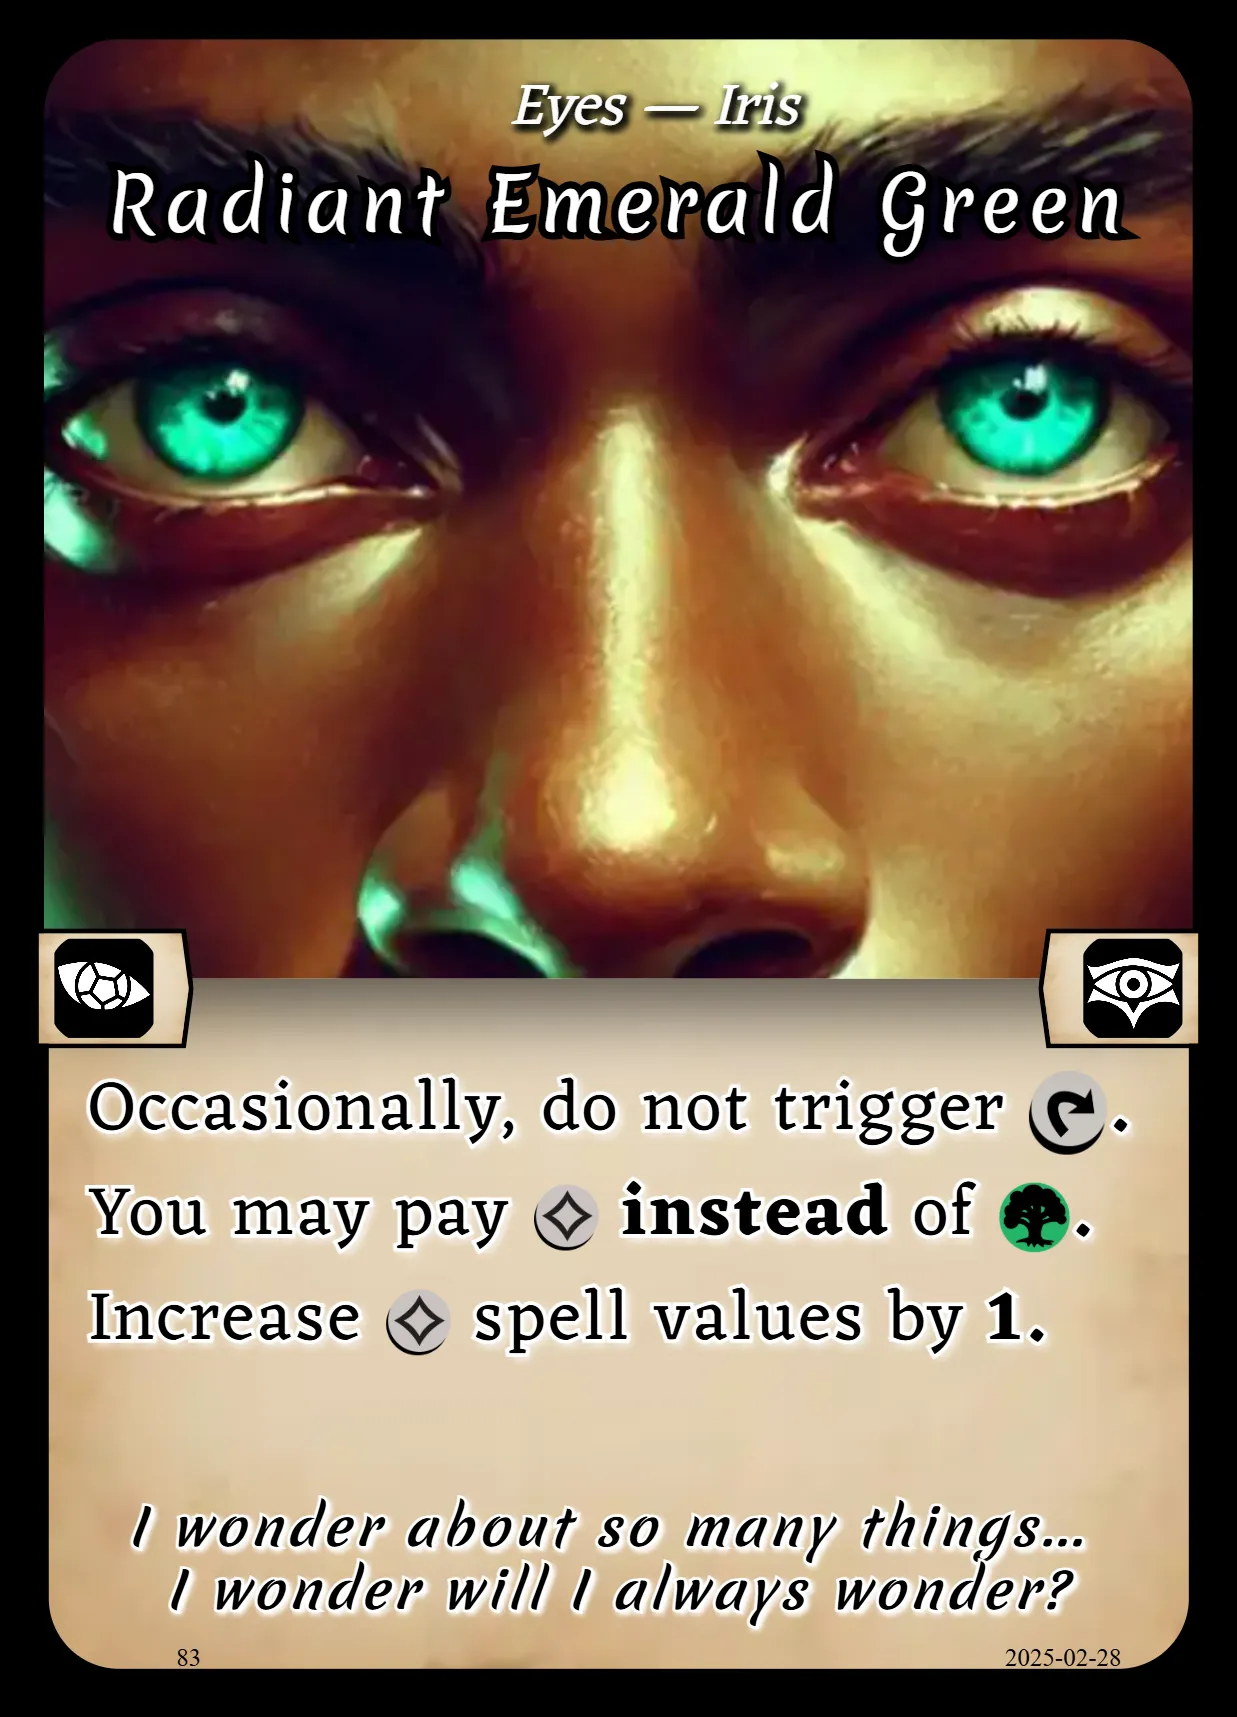 Eyes — Iris
Radiant Emerald Green
Occasionally, do not trigger .
You may pay instead of .
Increase spell values by 1.
I wonder about so many things...
I wonder will I always wonder?
83 2025-02-28